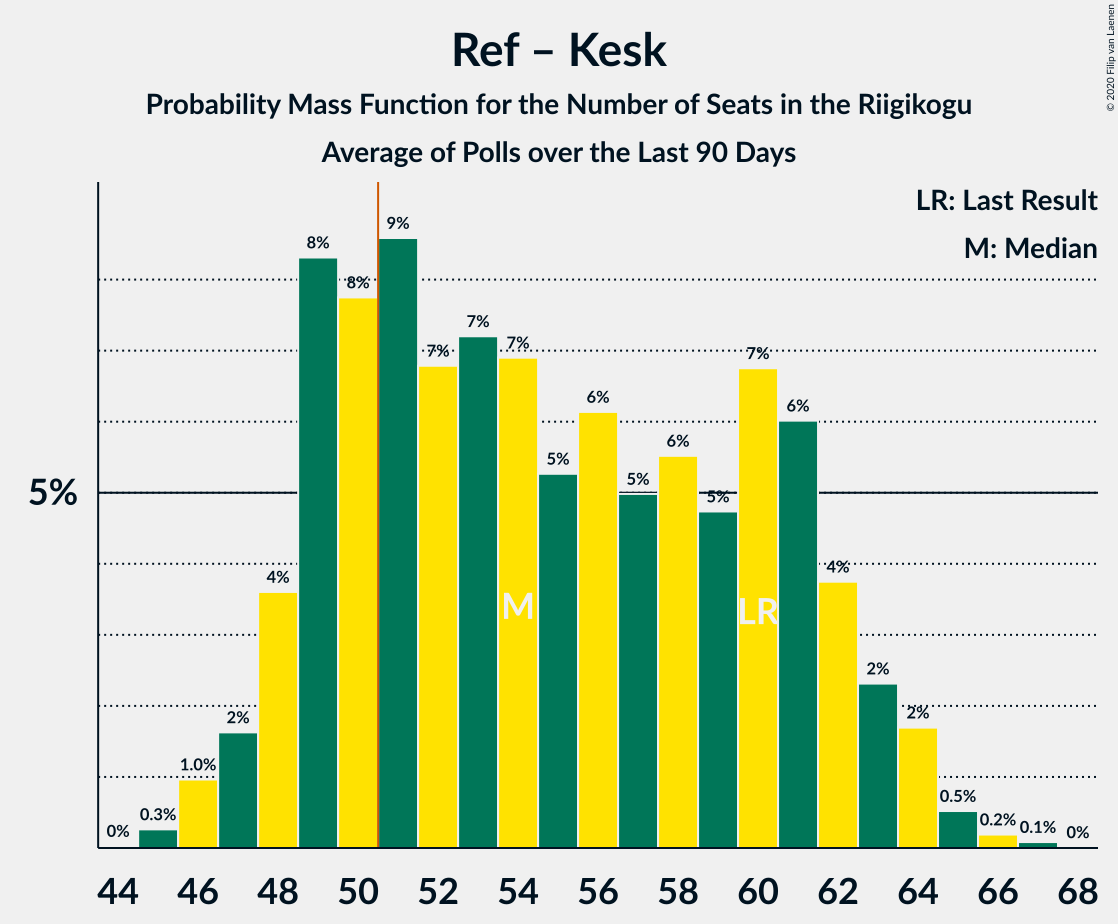 Ref – Kesk
Probability Mass Function for the Number of Seats in the Riigikogu
Average of Polls over the Last 90 Days
© 2020 Filip van Laenen
LR: Last Result
M: Median
5%
0% 0.3% 1.0% 2% 4% 8% 8% 9% 7% 7% 7% 5% 6% 5% 6% 5% 7% 6% 4% 2% 2% 0.5% 0.2% 0.1% 0%
M LR
44 46 48 50 52 54 56 58 60 62 64 66 68